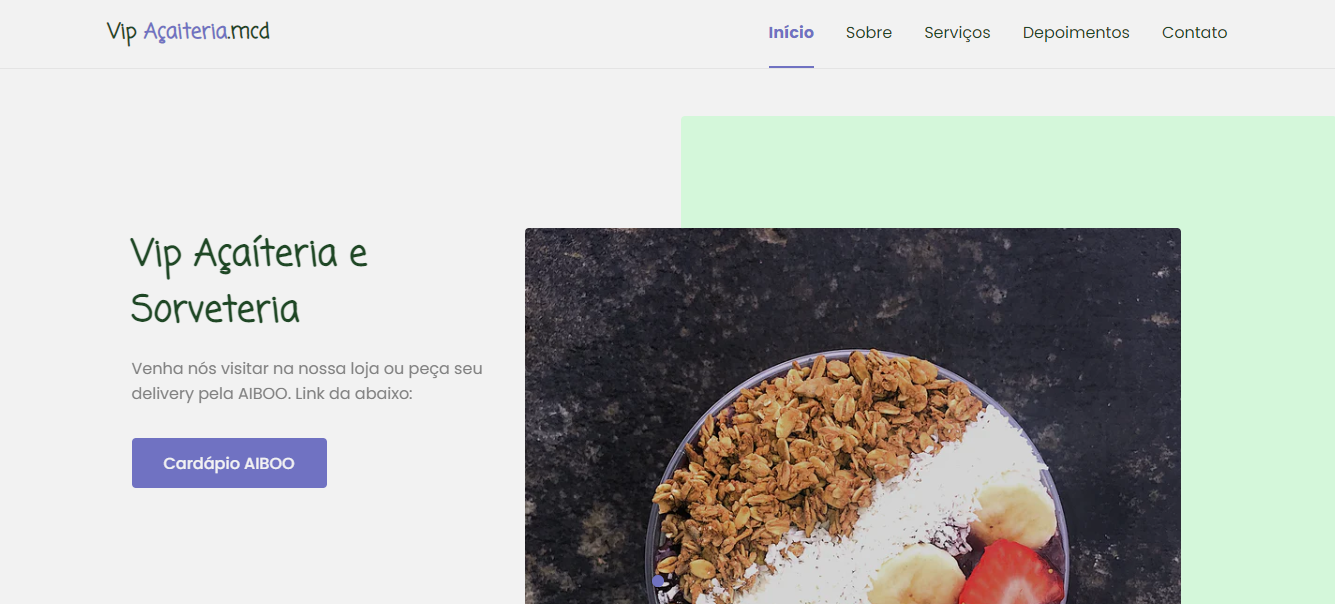 Vip Açaiteria.mcd
Início Sobre Serviços Depoimentos Contato
Vip Açaíteria e
Sorveteria
Venha nós visitar na nossa loja ou peça seu
delivery pela AIBOO. Link da abaixo:
Cardápio AIBOO